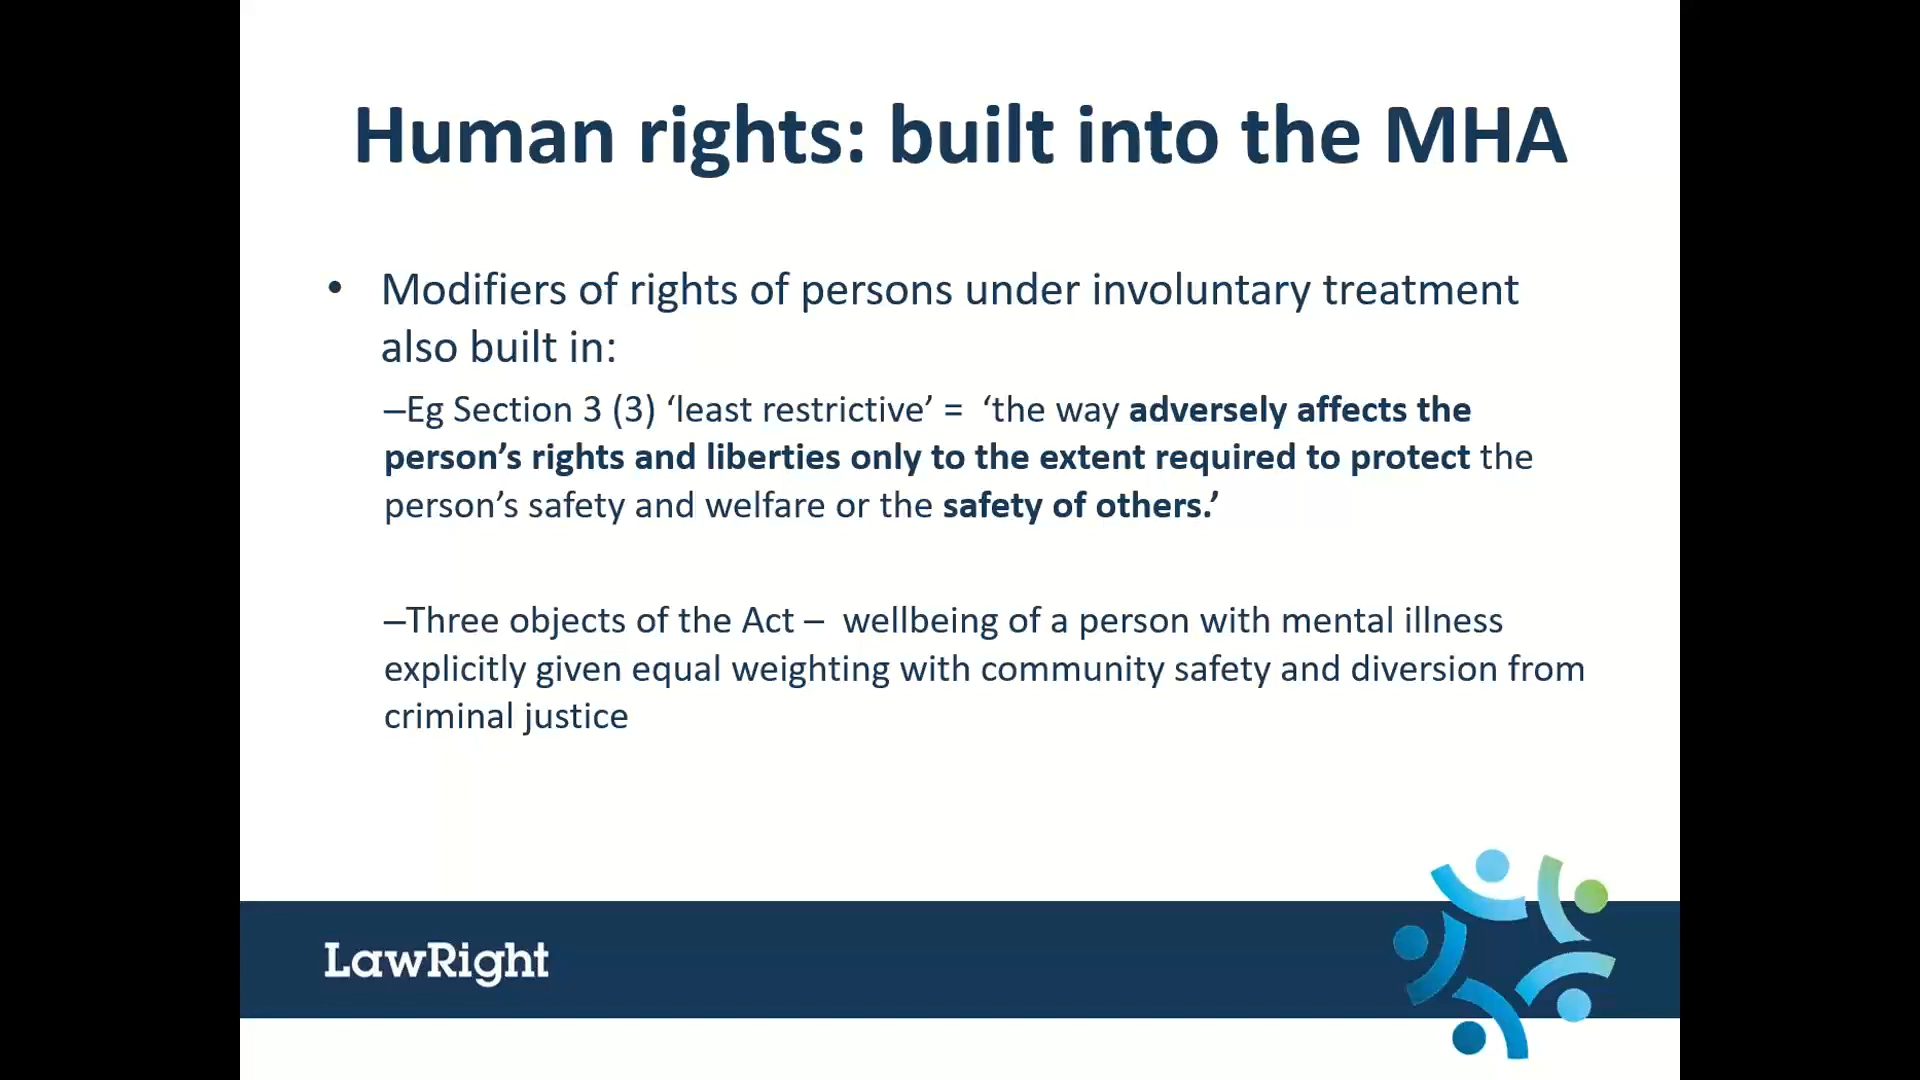 Human rights: built into the MHA
• Modifiers of rights of persons under involuntary treatment
also built in:
–Eg Section 3 (3) ‘least restrictive’ =  ‘the way adversely affects the
person’s rights and liberties only to the extent required to protect the
person’s safety and welfare or the safety of others.’
–Three objects of the Act –  wellbeing of a person with mental illness
explicitly given equal weighting with community safety and diversion from
criminal justice
LawRight